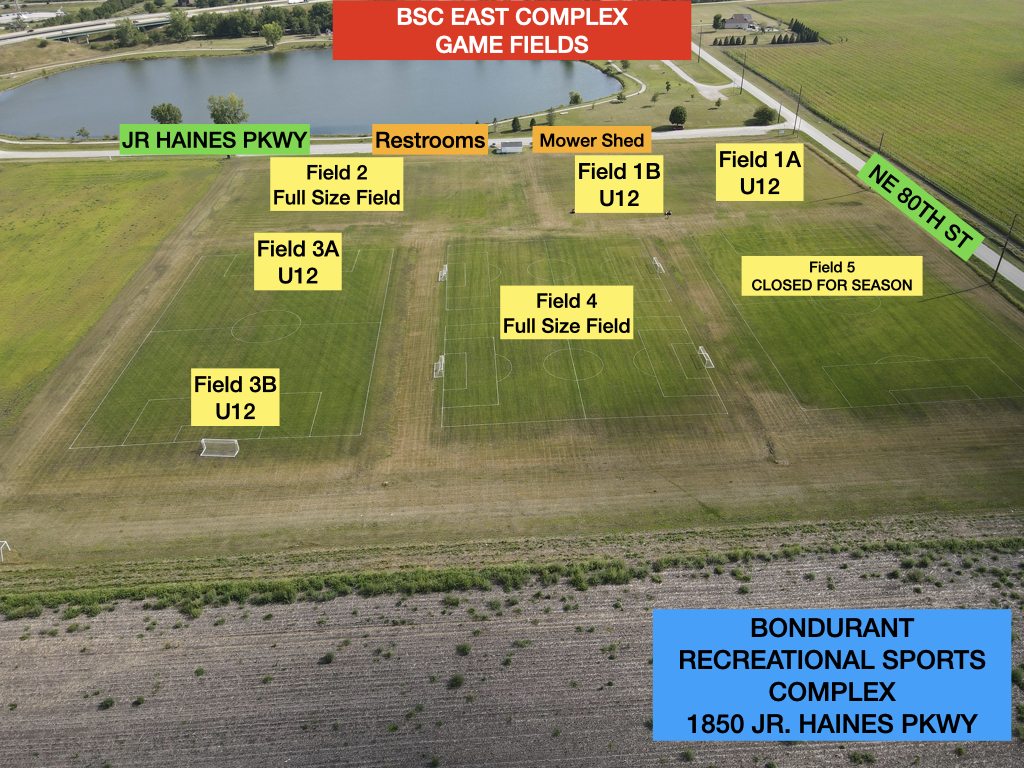 BSC EAST COMPLEX
GAME FIELDS
JR HAINES PKWY
Restrooms
Mower Shed
Field 2
Full Size Field
Field 1B
U12
Field 1A
U12
NE 80TH ST
Field 3A
U12
Field 5
CLOSED FOR SEASON
Field 4
Full Size Field
Field 3B
U12
BONDURANT
RECREATIONAL SPORTS
COMPLEX
1850 JR. HAINES PKWY